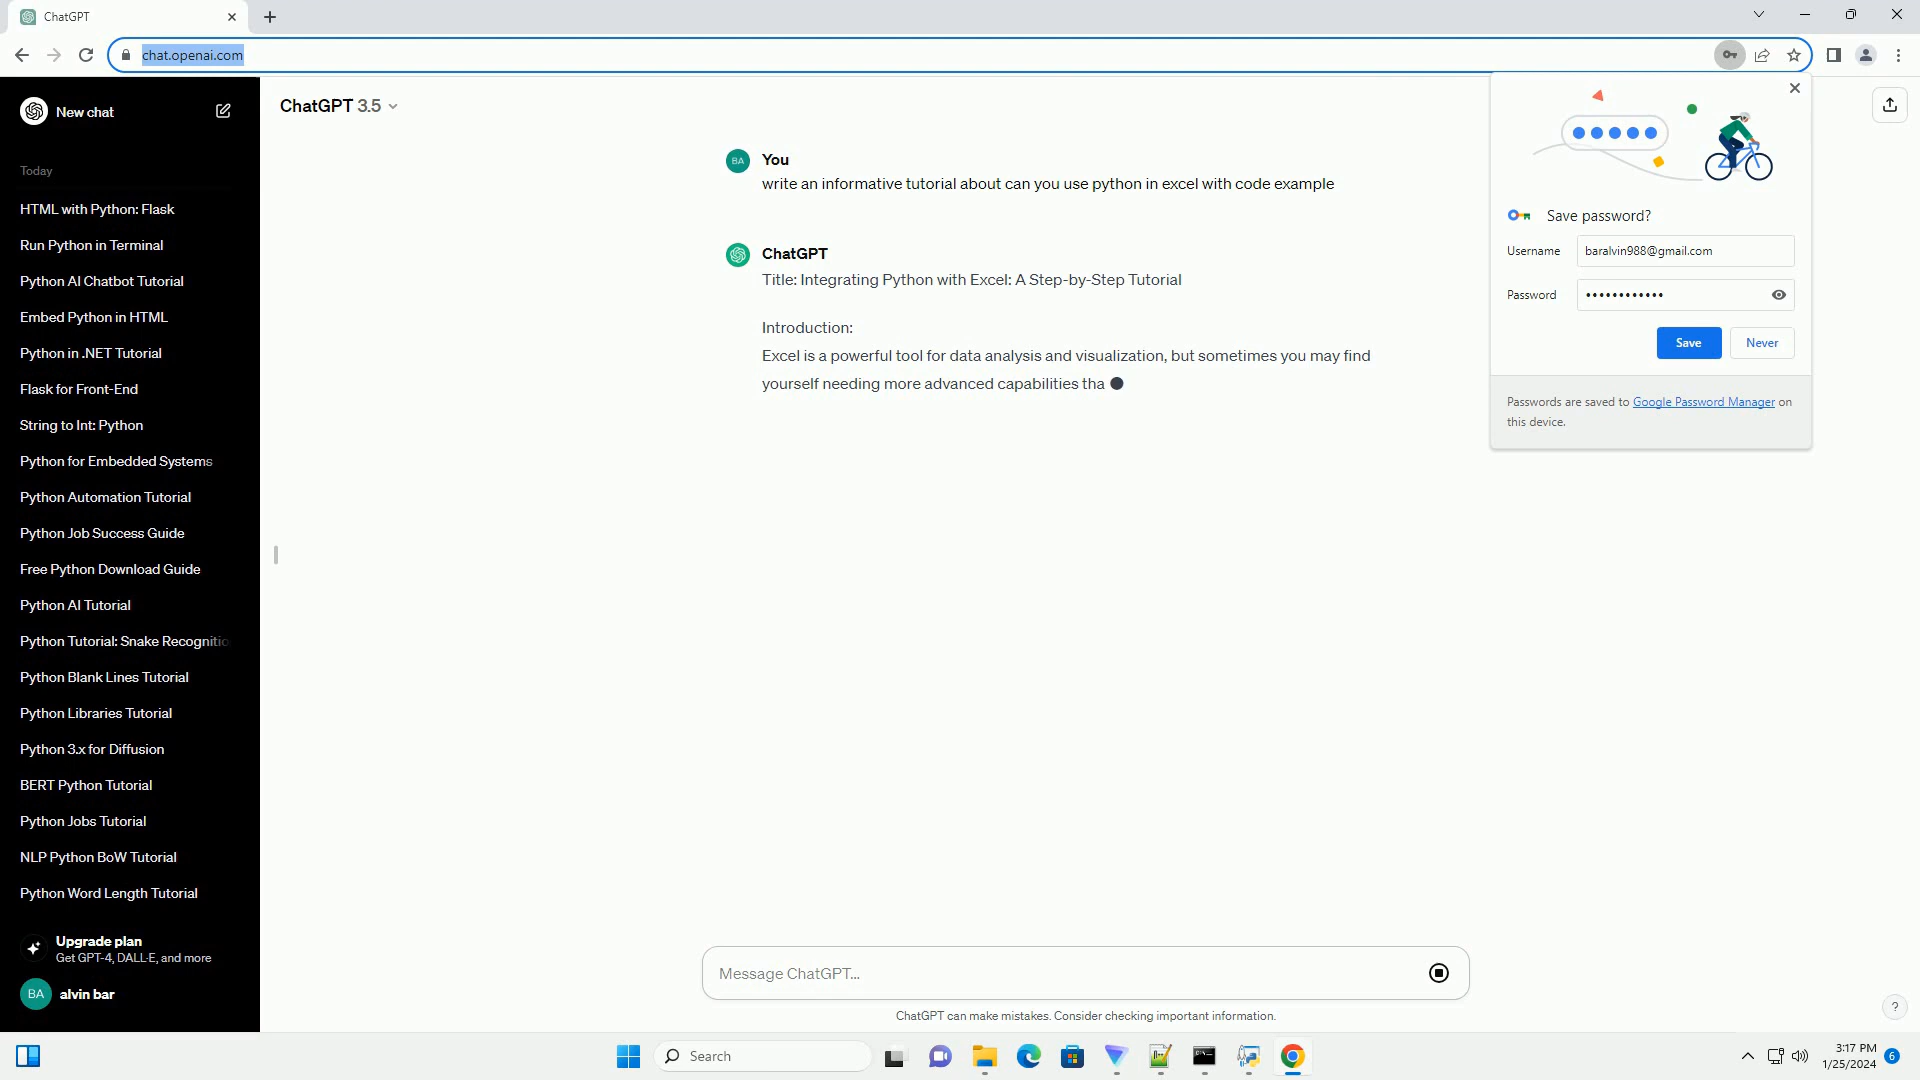 ChatGPT
chat.openai.com
New chat
Today
HTML with Python: Flask
Run Python in Terminal
Python AI Chatbot Tutorial
Embed Python in HTML
Python in .NET Tutorial
Flask for Front-End
String to Int: Python
Python for Embedded Systems
Python Automation Tutorial
Python Job Success Guide
Free Python Download Guide
Python AI Tutorial
Python Tutorial: Snake Recognitio
Python Blank Lines Tutorial
Python Libraries Tutorial
Python 3.x for Diffusion
BERT Python Tutorial
Python Jobs Tutorial
NLP Python BoW Tutorial
Python Word Length Tutorial
Upgrade plan
Get GPT-4, DALL·E, and more
BA alvin bar
ChatGPT 3.5
BA You
write an informative tutorial about can you use python in excel with code example
ChatGPT
Title: Integrating Python with Excel: A Step-by-Step Tutorial
Introduction:
Excel is a powerful tool for data analysis and visualization, but sometimes you may find
yourself needing more advanced capabilities tha
Message ChatGPT...
ChatGPT can make mistakes. Consider checking important information.
?
Save password?
Username baralvin988@gmail.com
Password ••••••••••••
Save Never
Passwords are saved to Google Password Manager on
this device.
Search
3:17 PM
1/25/2024
6